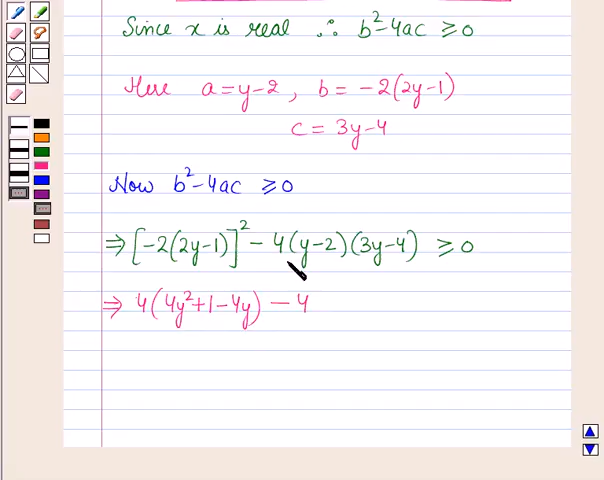 Since x is real ∴ b²-4ac ≥ 0
Here a = y-2 , b = -2(2y-1)
c = 3y-4
Now b²-4ac ≥ 0
⇒ [-2(2y-1)]² - 4(y-2)(3y-4) ≥ 0
⇒ 4(4y²+1-4y) - 4